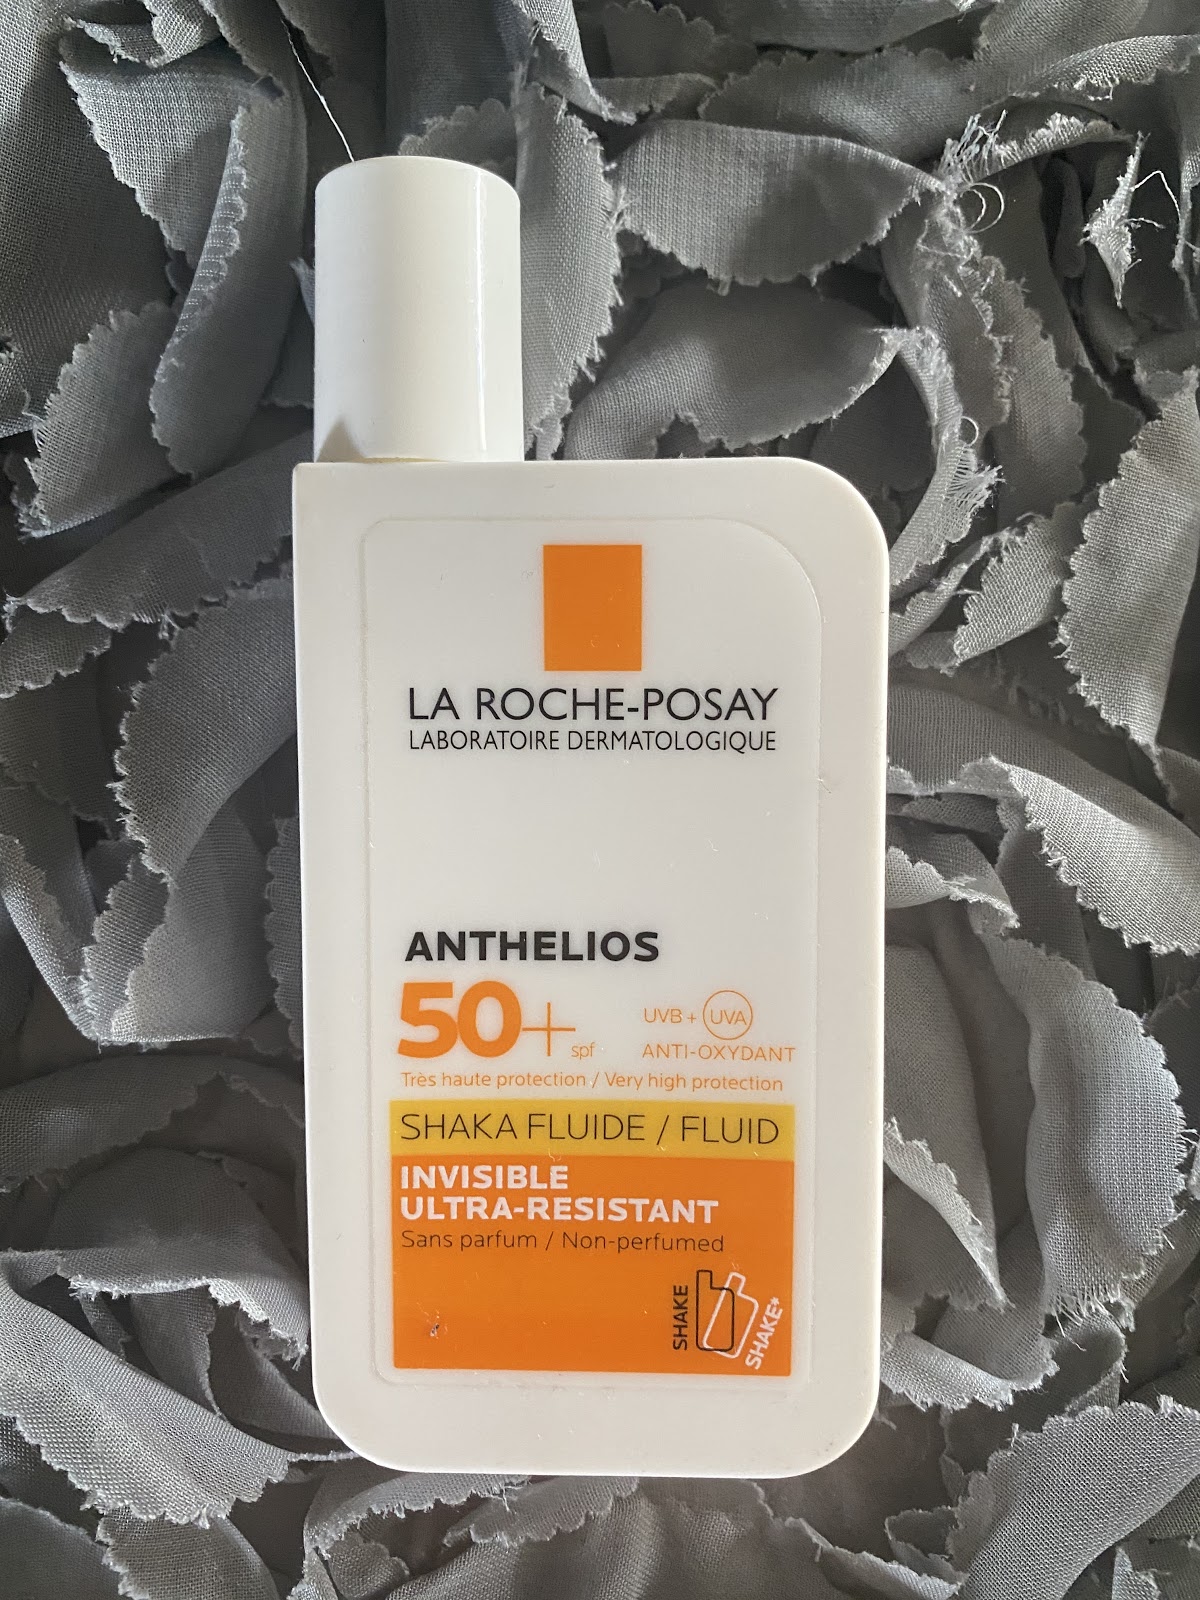 LA ROCHE-POSAY
LABORATOIRE DERMATOLOGIQUE
ANTHELIOS
50+ spf
UVB + UVA
ANTI-OXYDANT
Très haute protection / Very high protection
SHAKA FLUIDE / FLUID
INVISIBLE
ULTRA-RESISTANT
Sans parfum / Non-perfumed
SHAKE
SHAKE+